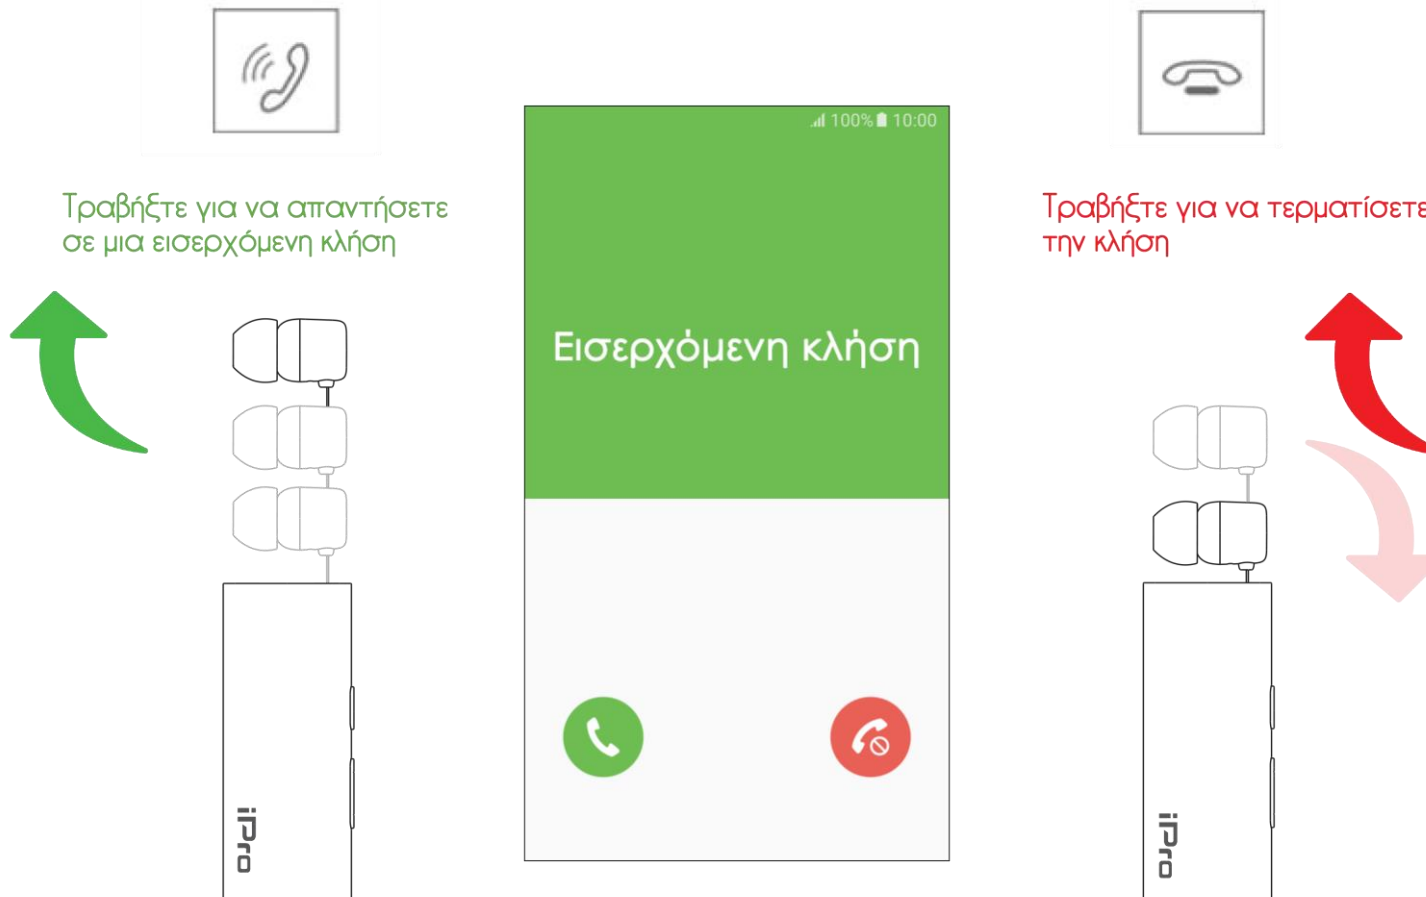 Τραβήξτε για να απαντήσετε
σε μια εισερχόμενη κλήση
100% 10:00
Εισερχόμενη κλήση
Τραβήξτε για να τερματίσετε
την κλήση
iPro
iPro